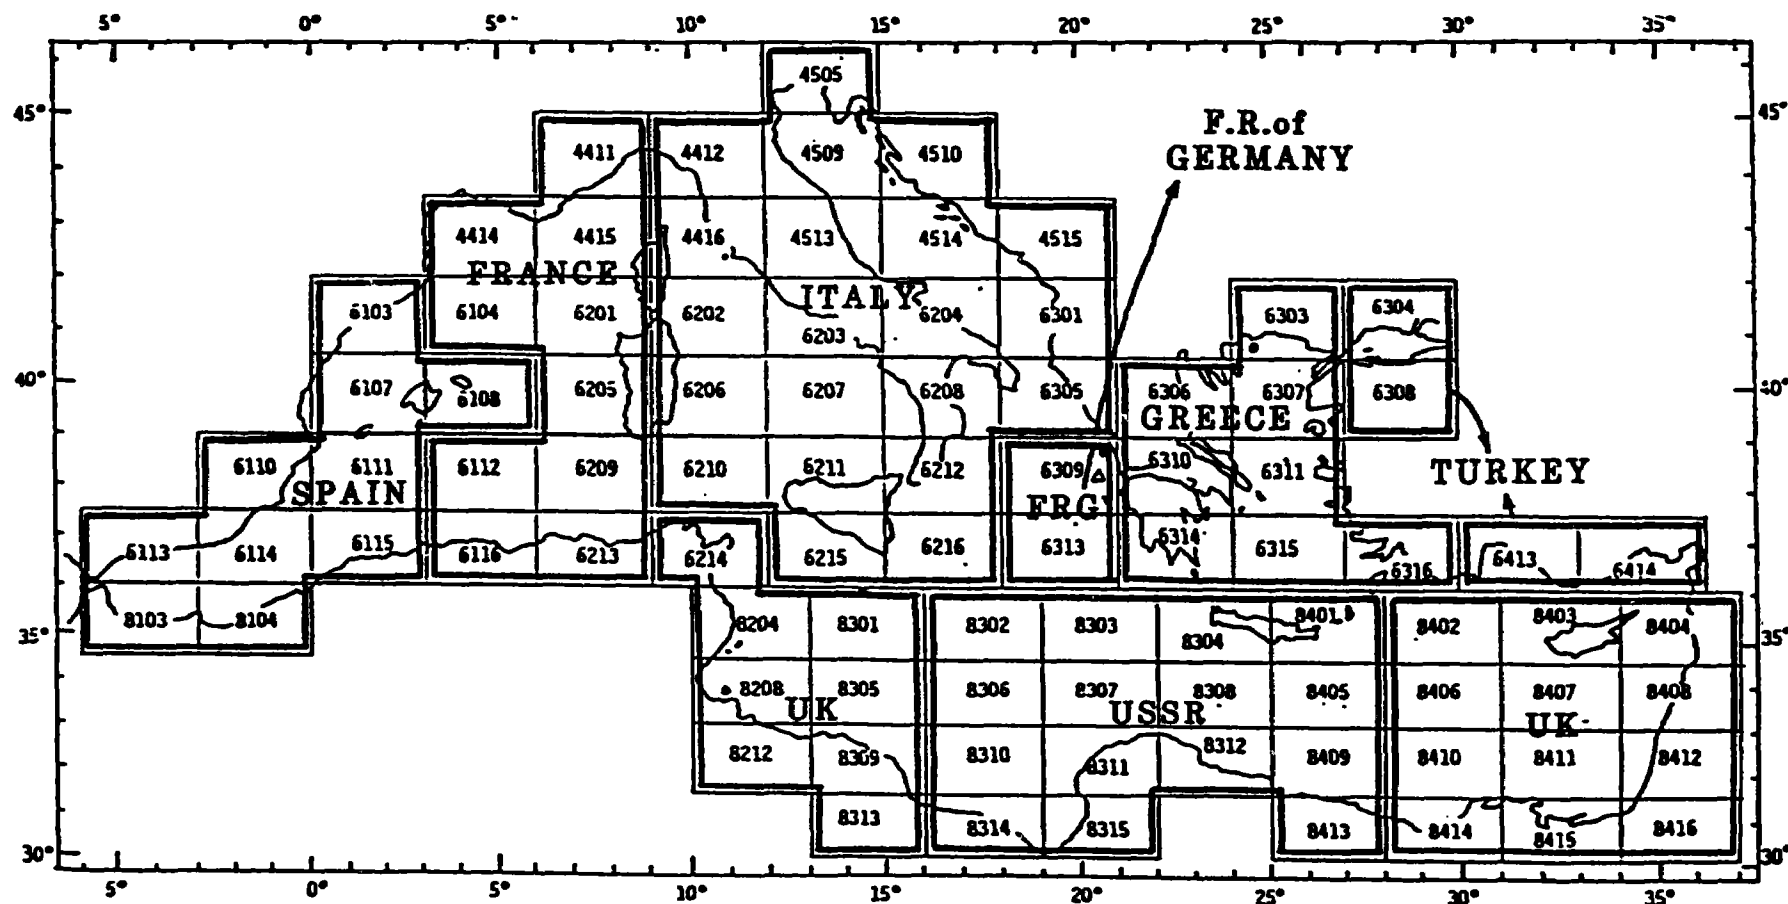 5° 0° 5° 10° 15° 20° 25° 30° 35°
4505
45° 45°
F.R.of
GERMANY
4411 4412 4509 4510
4414 4415 4416 4513 4514 4515
FRANCE ITALY
6103 6104 6201 6202 6203 6204 6301 6303 6304
40° 40°
6107 6108 6205 6206 6207 6208 6305 6306 6307 6308
GREECE
6110 6111 6112 6209 6210 6211 6212 6309 6310 6311
TURKEY
SPAIN FRG
6113 6114 6115 6116 6213 6214 6215 6216 6313 6314 6315 6316 6413 6414
35° 35°
8103 8104 8204 8301 8302 8303 8304 8401 8402 8403 8404
8208 8305 8306 8307 8308 8405 8406 8407 8408
UK USSR UK
8212 8309 8310 8311 8312 8409 8410 8411 8412
8313 8314 8315 8413 8414 8415 8416
30° 30°
5° 0° 5° 10° 15° 20° 25° 30° 35°